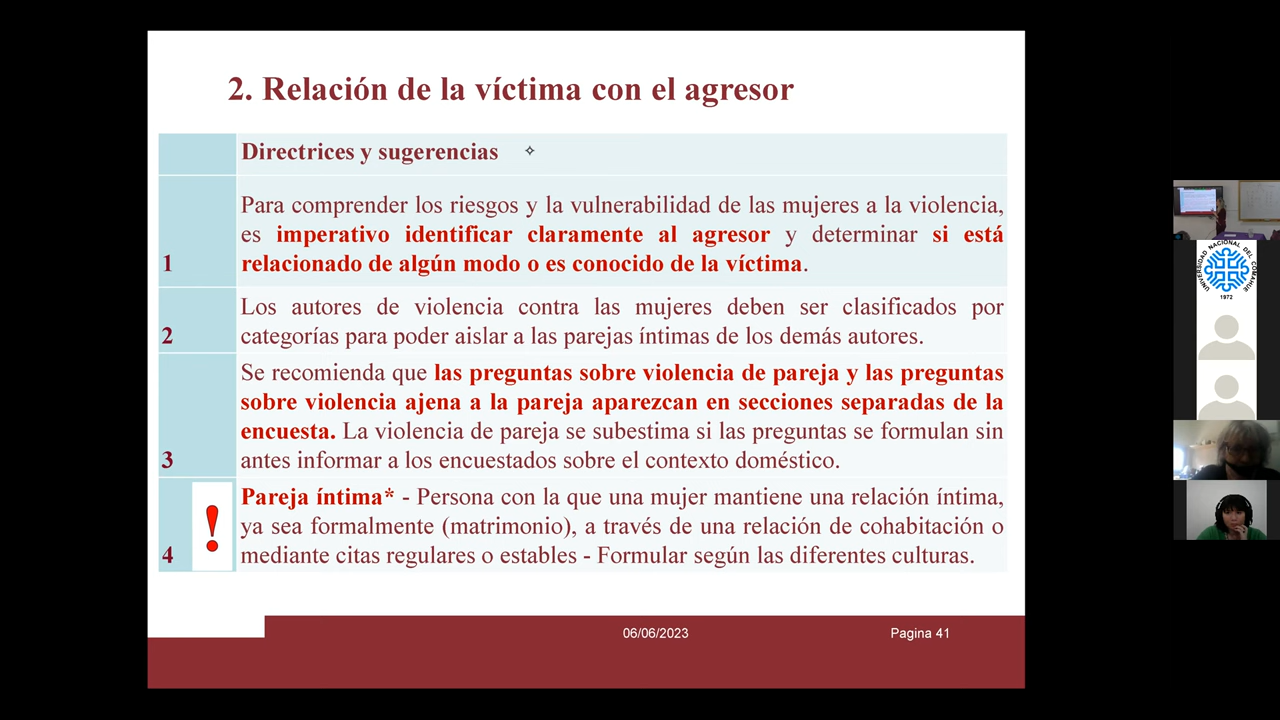 2. Relación de la víctima con el agresor
Directrices y sugerencias
Para comprender los riesgos y la vulnerabilidad de las mujeres a la violencia,
es imperativo identificar claramente al agresor y determinar si está
1 relacionado de algún modo o es conocido de la víctima.
Los autores de violencia contra las mujeres deben ser clasificados por
2 categorías para poder aislar a las parejas íntimas de los demás autores.
Se recomienda que las preguntas sobre violencia de pareja y las preguntas
sobre violencia ajena a la pareja aparezcan en secciones separadas de la
encuesta. La violencia de pareja se subestima si las preguntas se formulan sin
3 antes informar a los encuestados sobre el contexto doméstico.
Pareja íntima* - Persona con la que una mujer mantiene una relación íntima,
! ya sea formalmente (matrimonio), a través de una relación de cohabitación o
4 mediante citas regulares o estables - Formular según las diferentes culturas.
06/06/2023 Pagina 41
UNIVERSIDAD NACIONAL DEL COMAHUE
1972